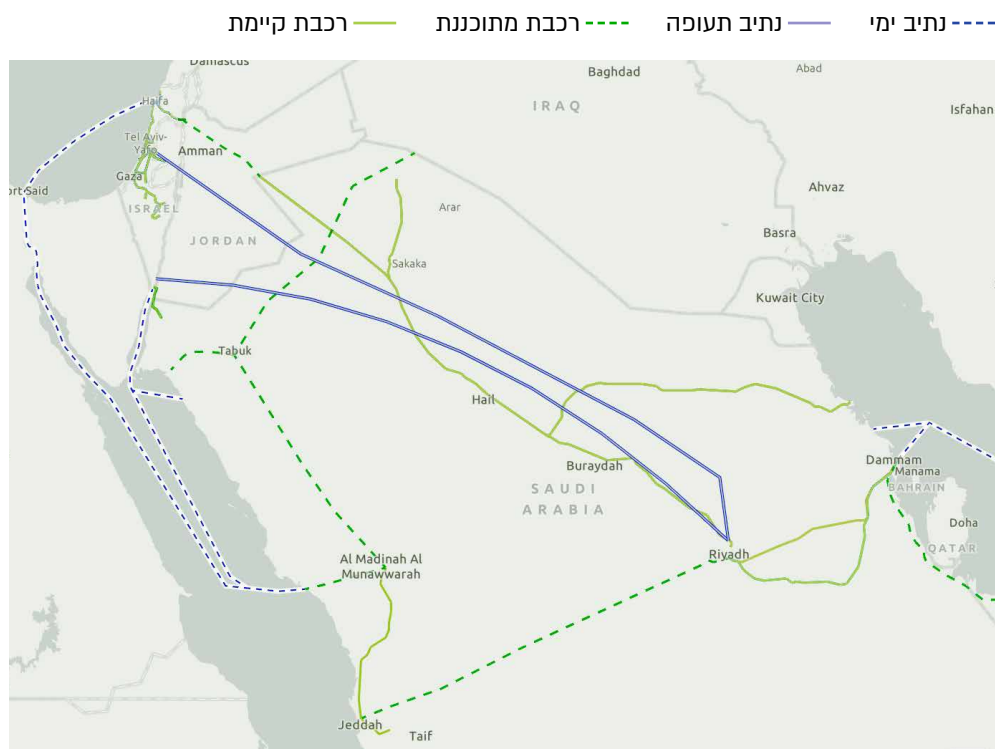 נתיב ימי נתיב תעופה רכבת מתוכננת רכבת קיימת
Damascus
Baghdad
Abad
Haifa
IRAQ
Isfahan
Tel Aviv-
Yafo
Amman
Gaza
Ahvaz
ort Said
ISRAEL
Arar
Basra
JORDAN
Sakaka
Kuwait City
Tabuk
Hail
Buraydah
Dammam
Manama
SAUDI
ARABIA
BAHRAIN
Doha
QATAR
Riyadh
Al Madinah Al
Munawwarah
Jeddah
Taif